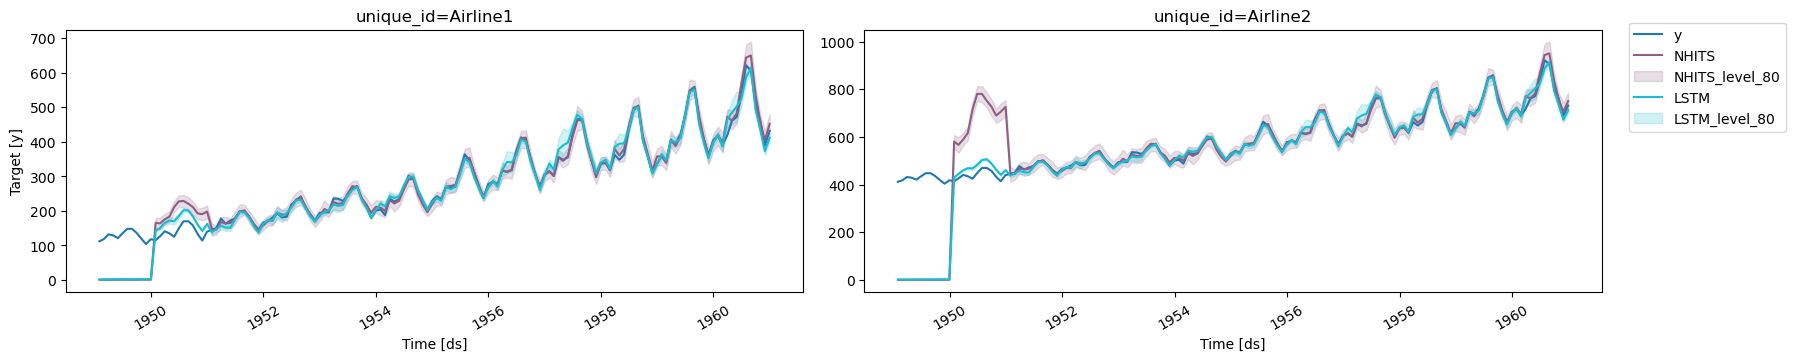 unique_id=Airline1
Target [y]
700
600
500
400
300
200
100
0
1950
1952
1954
1956
1958
1960
Time [ds]
unique_id=Airline2
1000
800
600
400
200
0
1950
1952
1954
1956
1958
1960
Time [ds]
y
NHITS
NHITS_level_80
LSTM
LSTM_level_80